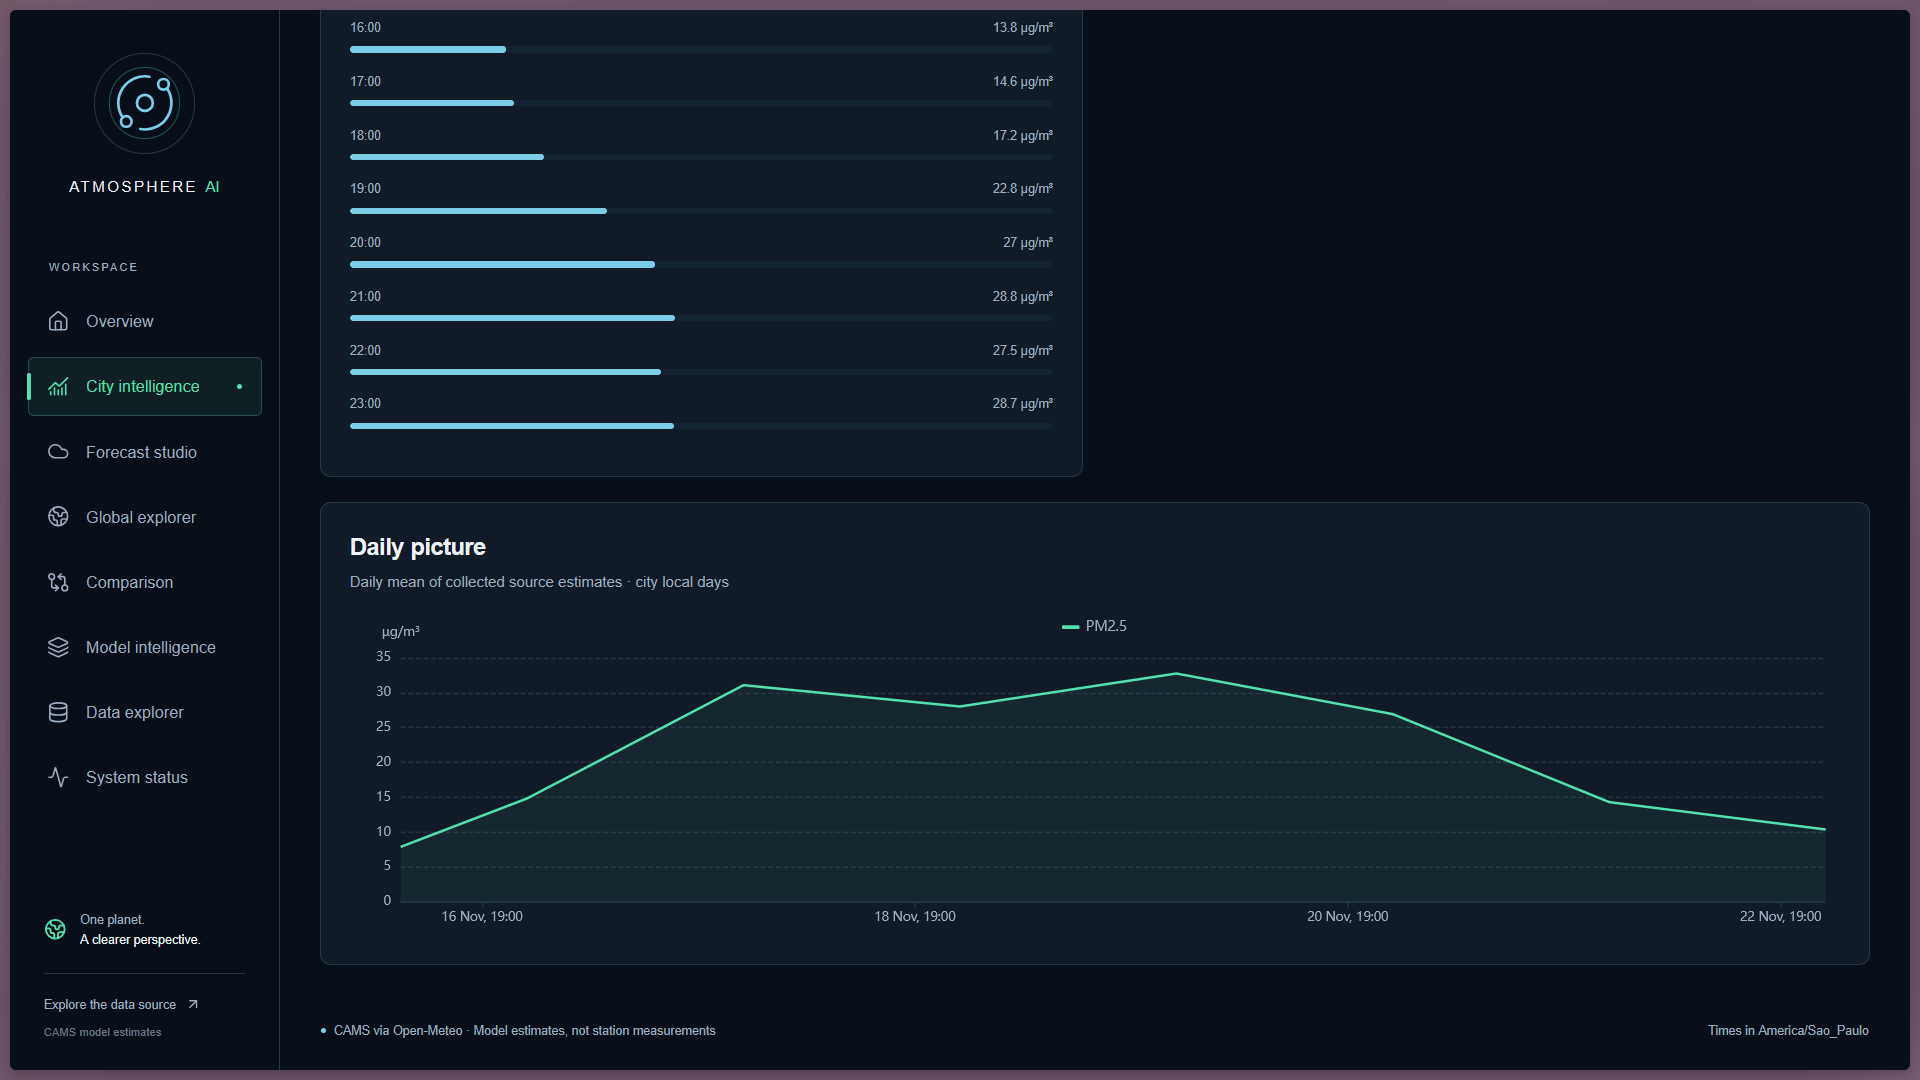 ATMOSPHERE AI
WORKSPACE
Overview
City intelligence
Forecast studio
Global explorer
Comparison
Model intelligence
Data explorer
System status
One planet.
A clearer perspective.
Explore the data source
CAMS model estimates
16:00 13.8 µg/m³
17:00 14.6 µg/m³
18:00 17.2 µg/m³
19:00 22.8 µg/m³
20:00 27 µg/m³
21:00 28.8 µg/m³
22:00 27.5 µg/m³
23:00 28.7 µg/m³
Daily picture
Daily mean of collected source estimates · city local days
µg/m³
PM2.5
35
30
25
20
15
10
5
0
16 Nov, 19:00 18 Nov, 19:00 20 Nov, 19:00 22 Nov, 19:00
CAMS via Open-Meteo · Model estimates, not station measurements
Times in America/Sao_Paulo